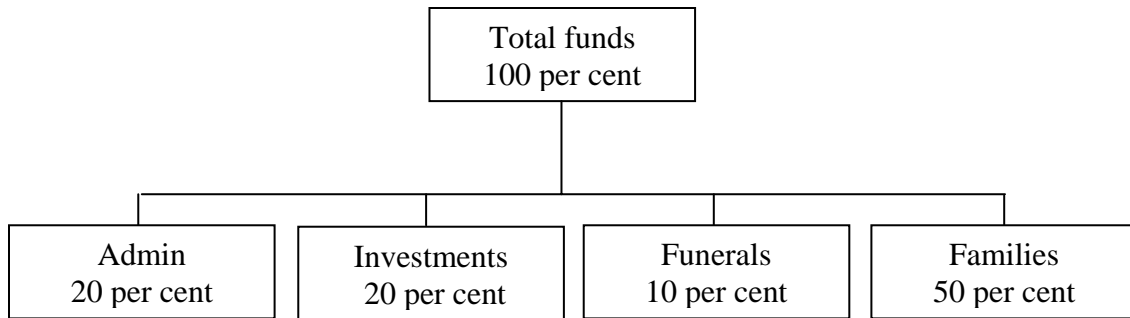 Total funds
100 per cent
Admin
20 per cent
Investments
20 per cent
Funerals
10 per cent
Families
50 per cent